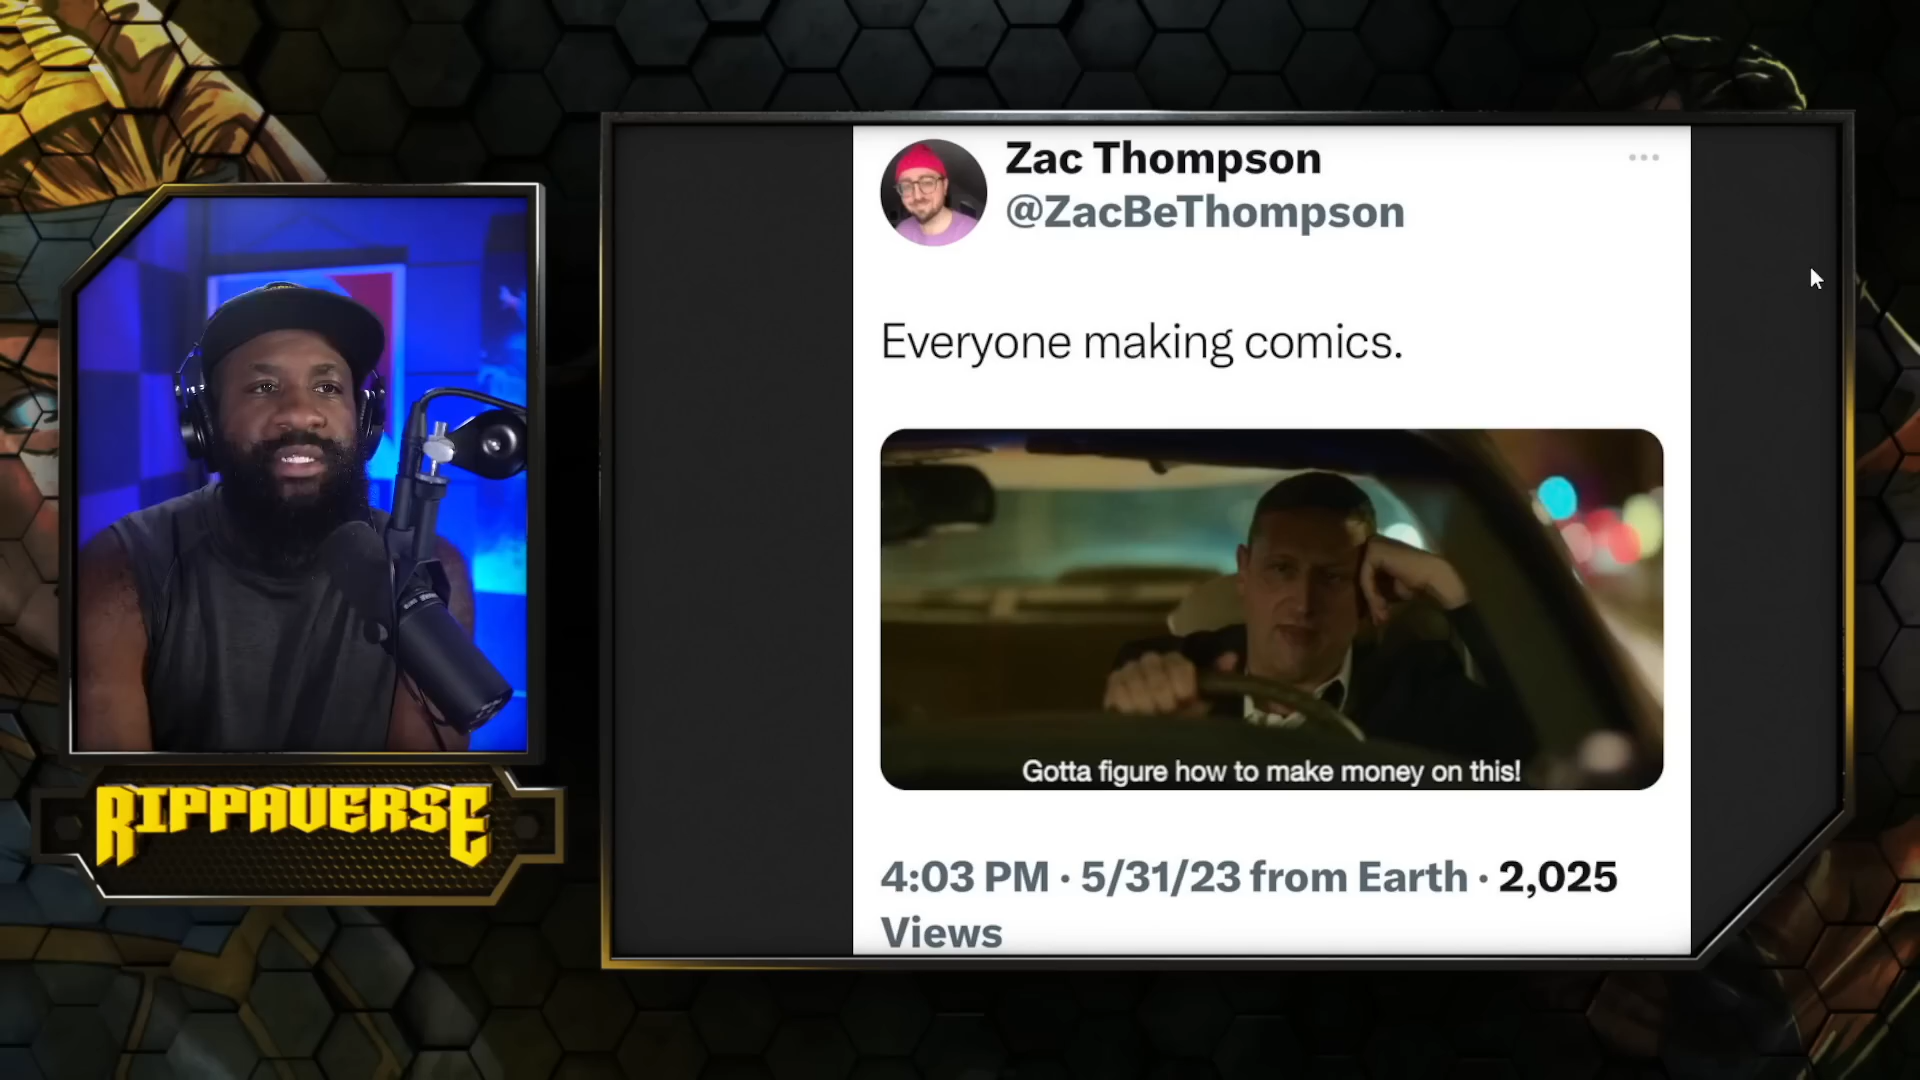 Zac Thompson
@ZacBeThompson
Everyone making comics.
Gotta figure how to make money on this!
4:03 PM · 5/31/23 from Earth · 2,025
Views
RIPPAVERSE